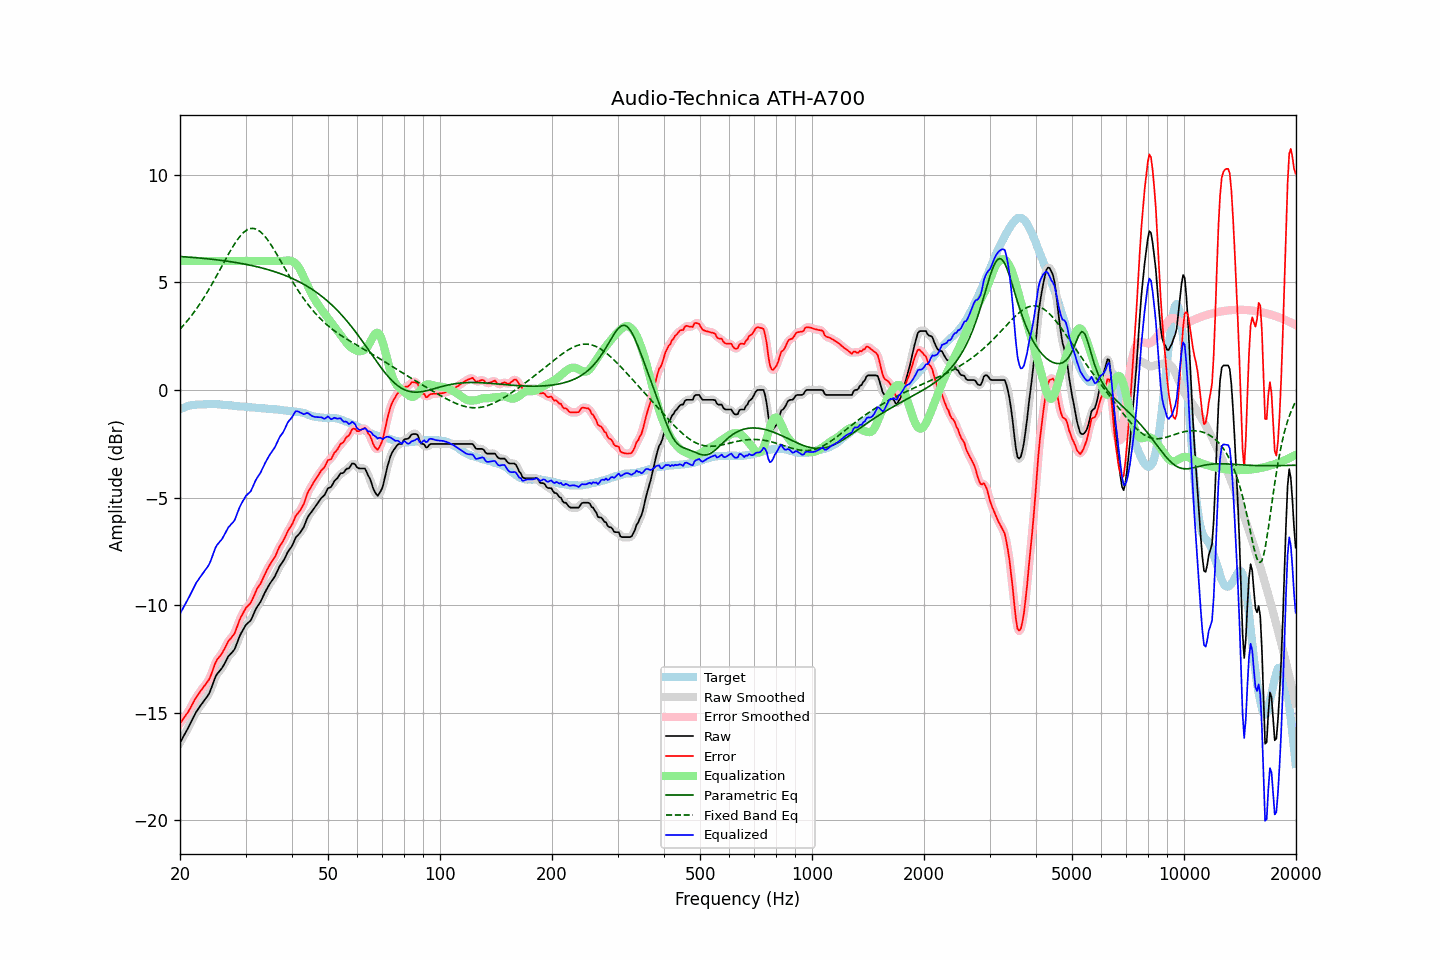 Audio-Technica ATH-A700
Amplitude (dBr)
10
5
0
−5
−10
−15
−20
Target
Raw Smoothed
Error Smoothed
Raw
Error
Equalization
Parametric Eq
Fixed Band Eq
Equalized
20 50 100 200 500 1000 2000 5000 10000 20000
Frequency (Hz)